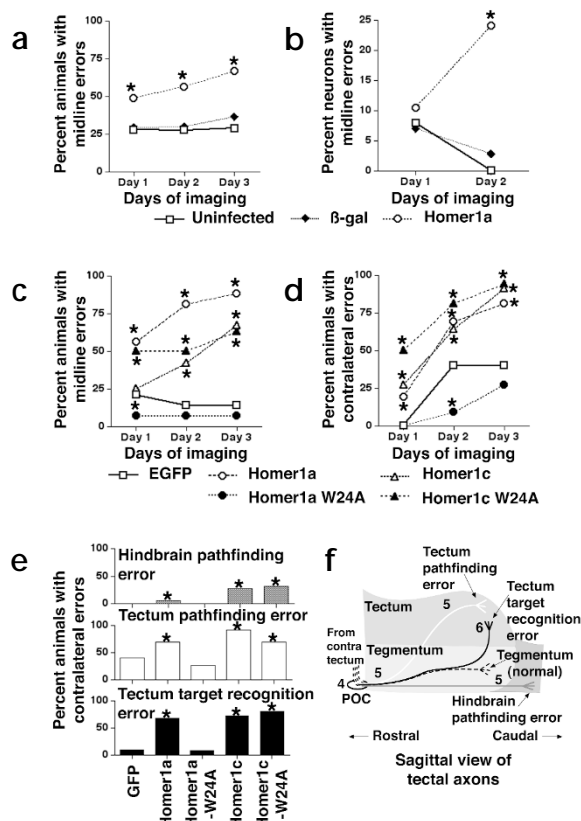 a
Percent animals with
midline errors
100
75
50
25
0
*
*
*
Day 1 Day 2 Day 3
Days of imaging
b
Percent neurons with
midline errors
25
20
15
10
5
0
*
Day 1 Day 2
Days of imaging
Uninfected ß-gal Homer1a
c
Percent animals with
midline errors
100
75
50
25
0
* * *
* * *
* *
*
Day 1 Day 2 Day 3
Days of imaging
d
Percent animals with
contralateral errors
100
75
50
25
0
* * *
* * *
* * *
*
Day 1 Day 2 Day 3
Days of imaging
EGFP Homer1a Homer1c
Homer1a W24A Homer1c W24A
e
Percent animals with
contralateral errors
Hindbrain pathfinding
error
100
50
0
* * *
Tectum pathfinding error
100
50
0
* * *
Tectum target recognition
error
100
50
0
* * *
GFP
Homer1a
Homer1a
-W24A
Homer1c
Homer1c
-W24A
f
Tectum
pathfinding
error
Tectum
target
recognition
error
Tectum
5
6
From
contra
tectum
Tegmentum
Tegmentum
(normal)
4
5
5
POC
Hindbrain pathfinding error
Rostral Caudal
Sagittal view of
tectal axons